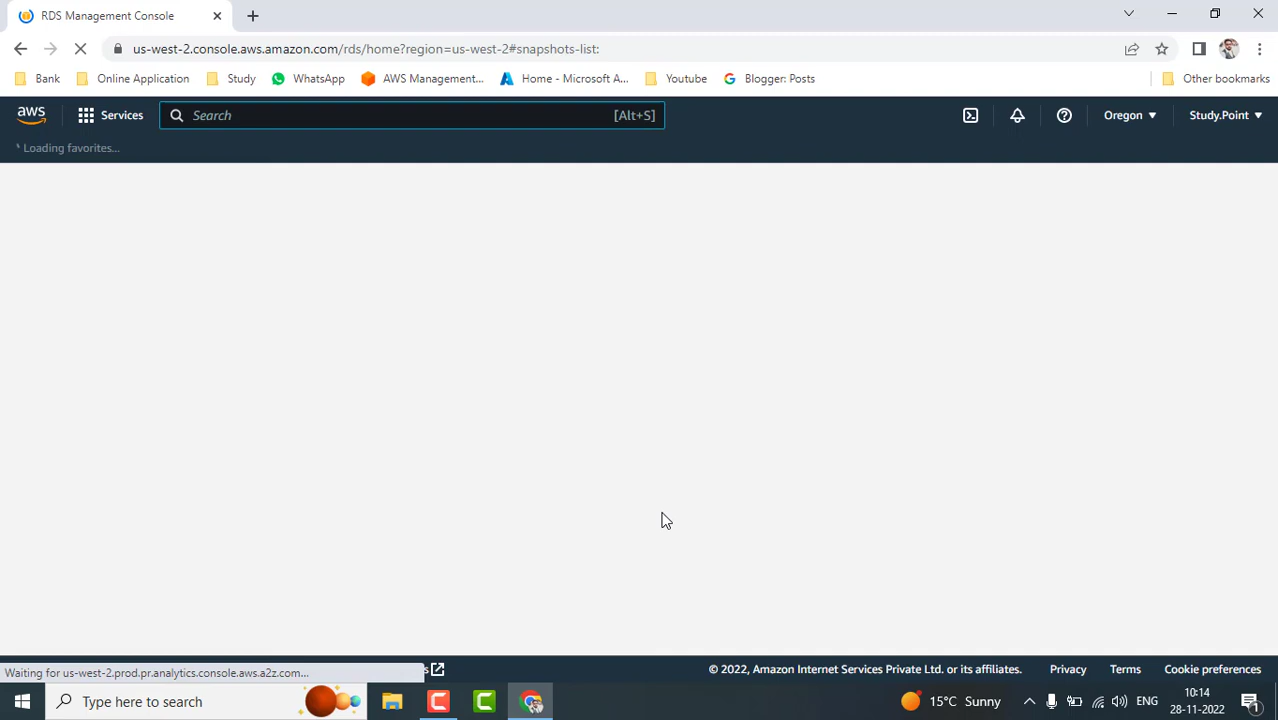 RDS Management Console
us-west-2.console.aws.amazon.com/rds/home?region=us-west-2#snapshots-list:
Bank Online Application Study WhatsApp AWS Management... Home - Microsoft A... Youtube Blogger: Posts Other bookmarks
aws Services Search [Alt+S] Oregon Study.Point
Loading favorites...
Waiting for us-west-2.prod.pr.analytics.console.aws.a2z.com...
© 2022, Amazon Internet Services Private Ltd. or its affiliates. Privacy Terms Cookie preferences
Type here to search 15°C Sunny ENG 10:14
28-11-2022 1